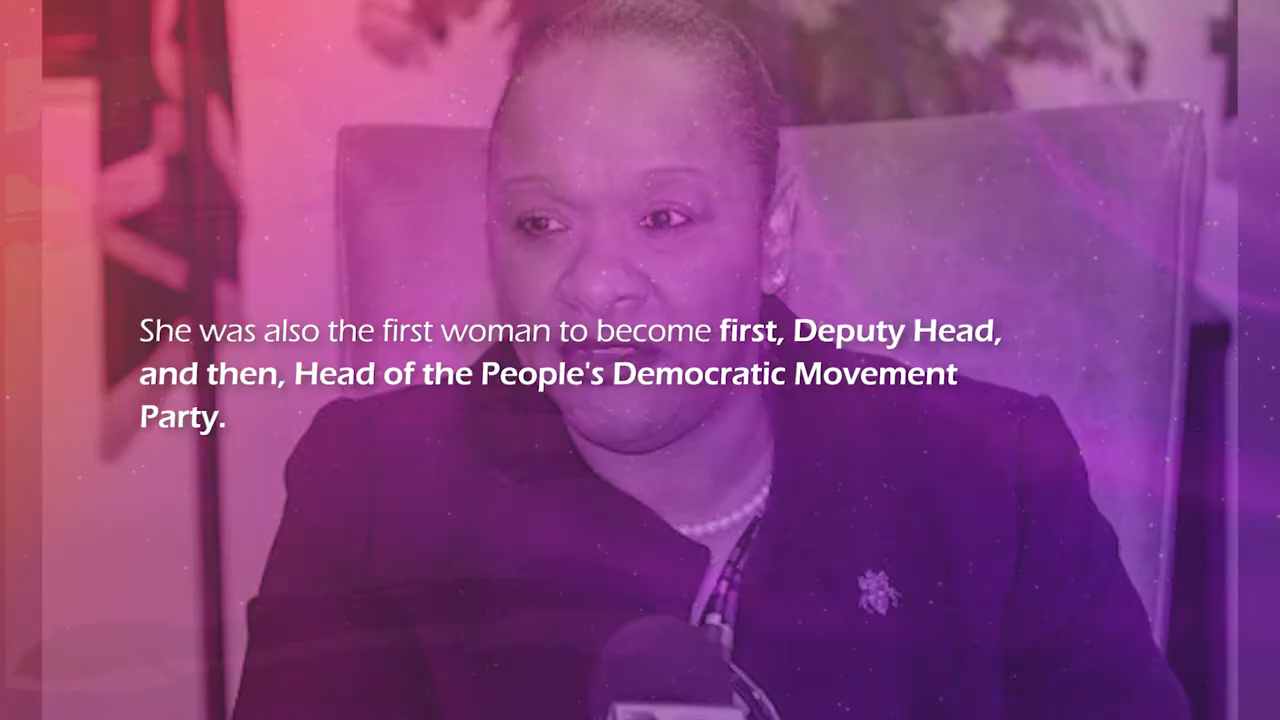 She was also the first woman to become first, Deputy Head,
and then, Head of the People's Democratic Movement
Party.